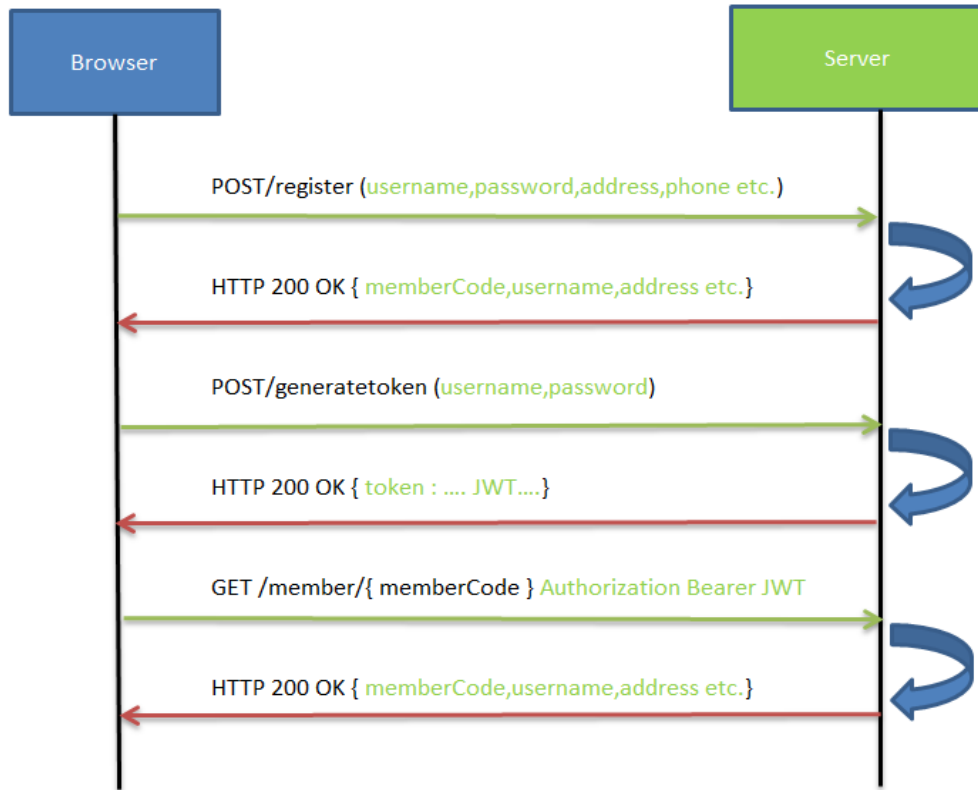 Browser
Server
POST/register (username,password,address,phone etc.)
HTTP 200 OK { memberCode,username,address etc.}
POST/generatetoken (username,password)
HTTP 200 OK { token : .... JWT....}
GET /member/{ memberCode } Authorization Bearer JWT
HTTP 200 OK { memberCode,username,address etc.}